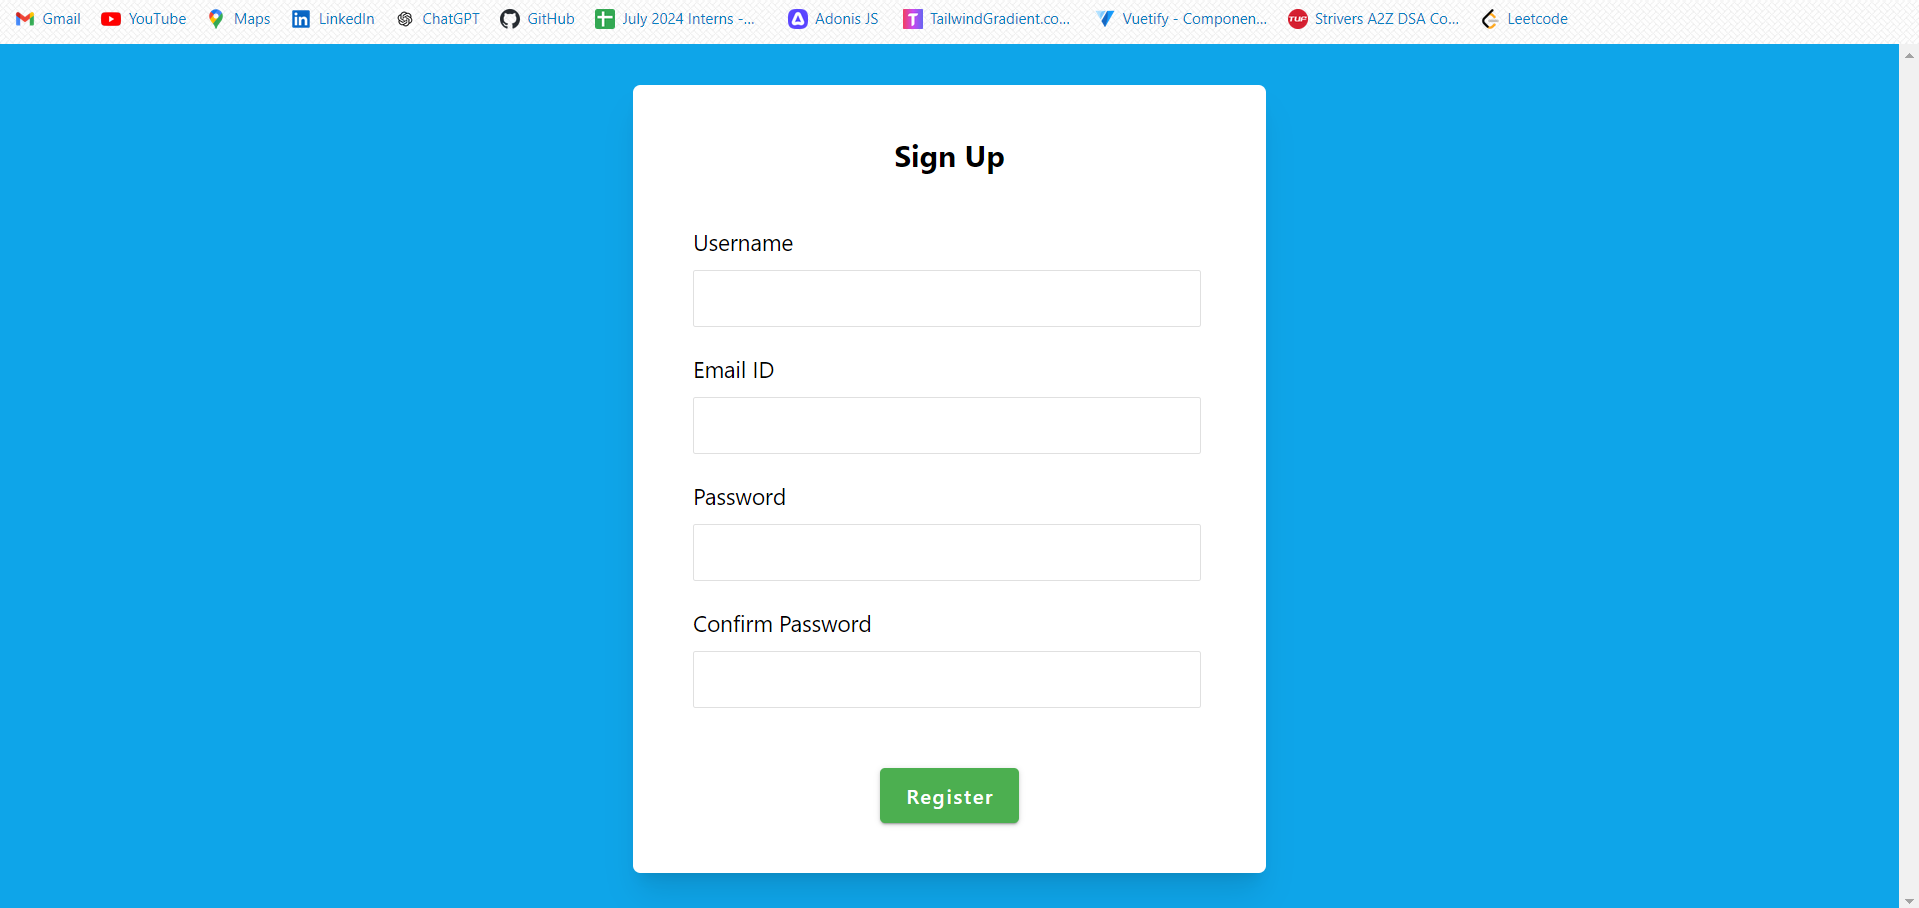 Gmail YouTube Maps LinkedIn ChatGPT GitHub July 2024 Interns -... Adonis JS TailwindGradient.co... Vuetify - Componen... TUF Strivers A2Z DSA Co... Leetcode
Sign Up
Username
Email ID
Password
Confirm Password
Register